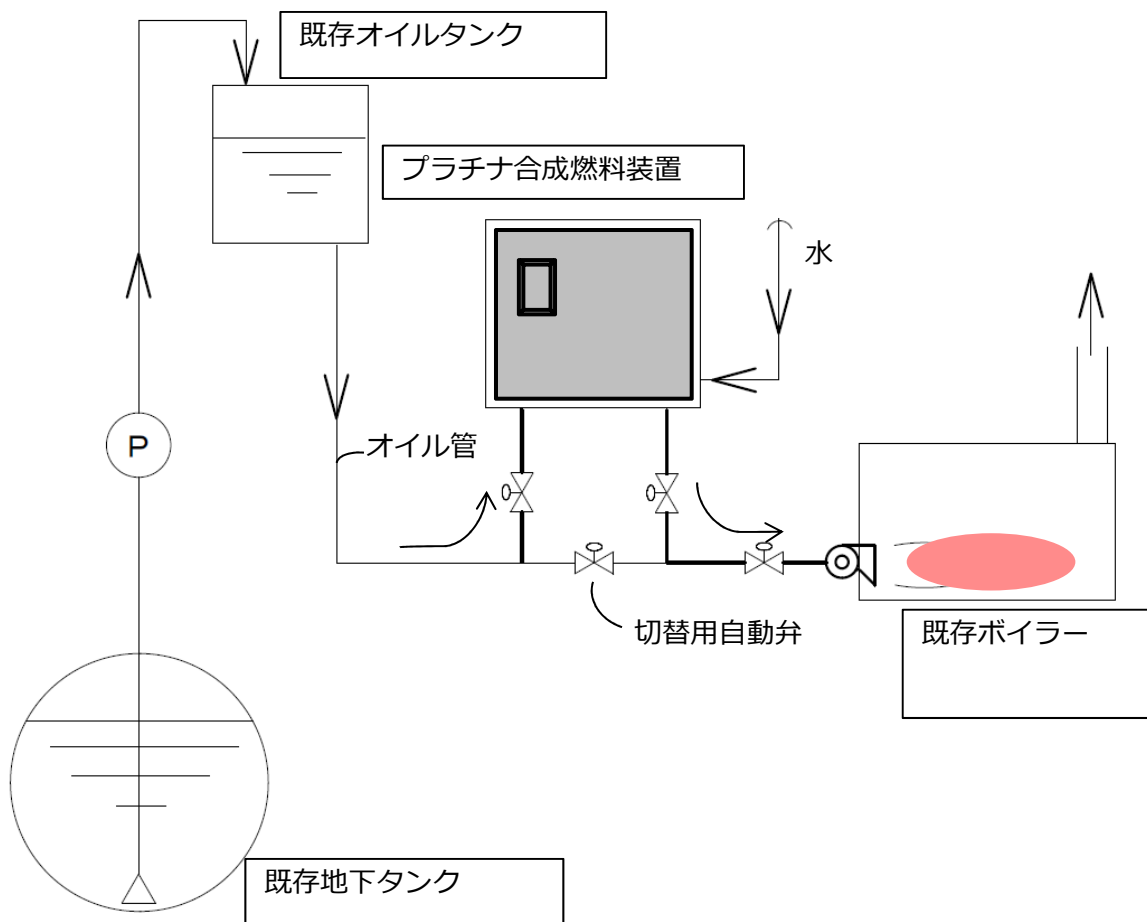 既存オイルタンク
プラチナ合成燃料装置
水
P
オイル管
切替用自動弁
既存ボイラー
既存地下タンク